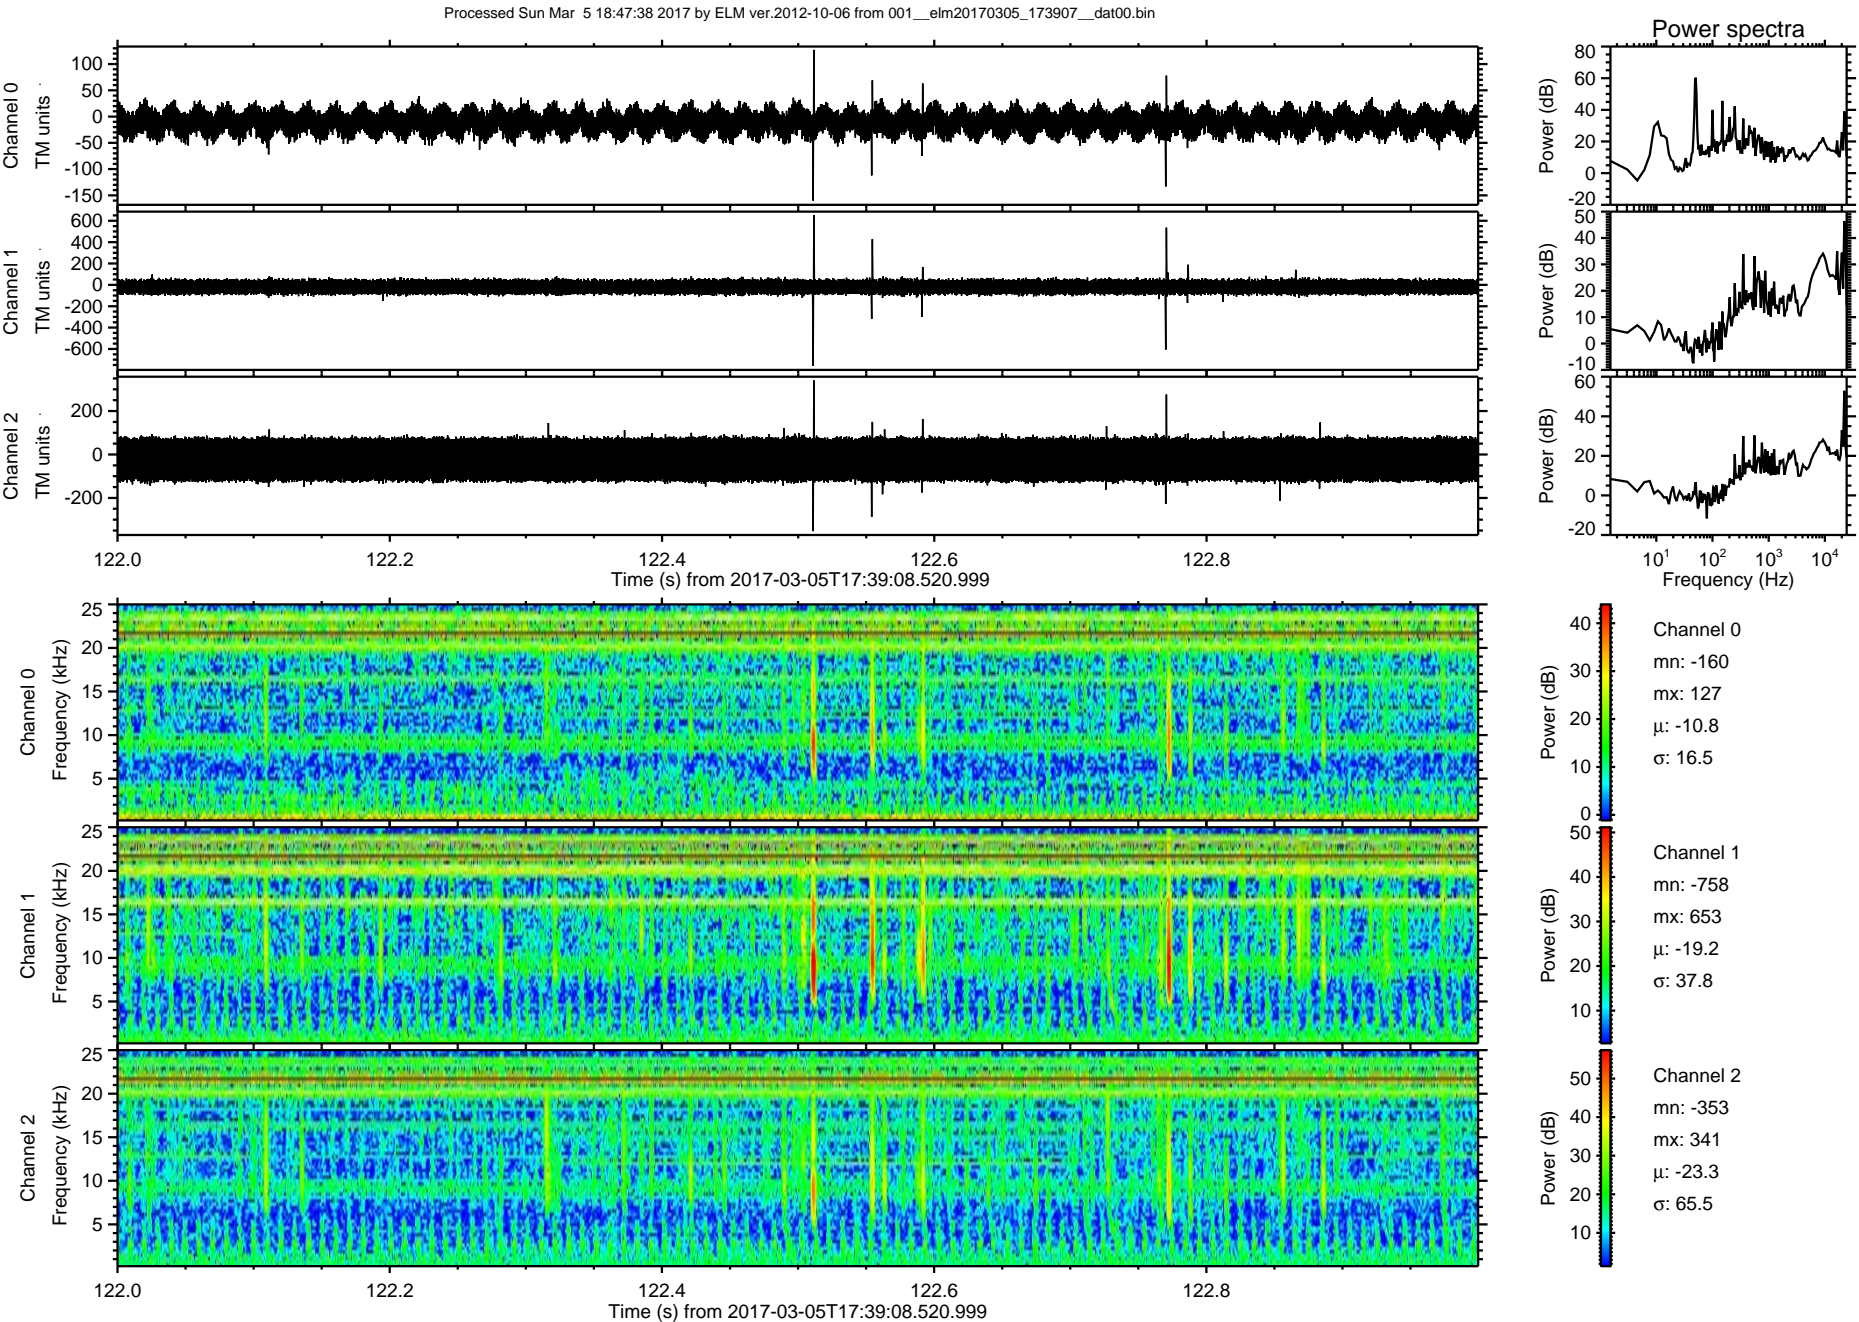 Processed Sun Mar  5 18:47:38 2017 by ELM ver.2012-10-06 from 001__elm20170305_173907__dat00.bin
Power spectra
Channel 0
TM units
100
50
0
-50
-100
-150
Power (dB)
80
60
40
20
0
-20
Channel 1
TM units
600
400
200
0
-200
-400
-600
Power (dB)
50
40
30
20
10
0
-10
Channel 2
TM units
200
0
-200
Power (dB)
60
40
20
0
-20
122.0 122.2 122.4 122.6 122.8
Time (s) from 2017-03-05T17:39:08.520.999
10^1 10^2 10^3 10^4
Frequency (Hz)
Channel 0
Frequency (kHz)
25
20
15
10
5
Power (dB)
40
30
20
10
0
Channel 0
mn: -160
mx: 127
µ: -10.8
σ: 16.5
Channel 1
Frequency (kHz)
25
20
15
10
5
Power (dB)
50
40
30
20
10
Channel 1
mn: -758
mx: 653
µ: -19.2
σ: 37.8
Channel 2
Frequency (kHz)
25
20
15
10
5
Power (dB)
50
40
30
20
10
Channel 2
mn: -353
mx: 341
µ: -23.3
σ: 65.5
122.0 122.2 122.4 122.6 122.8
Time (s) from 2017-03-05T17:39:08.520.999